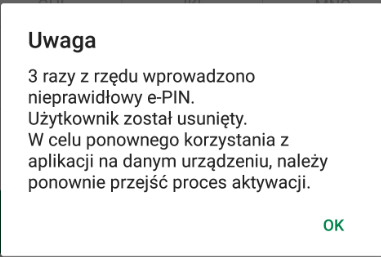 Uwaga
3 razy z rzędu wprowadzono
nieprawidłowy e-PIN.
Użytkownik został usunięty.
W celu ponownego korzystania z
aplikacji na danym urządzeniu, należy
ponownie przejść proces aktywacji.
OK